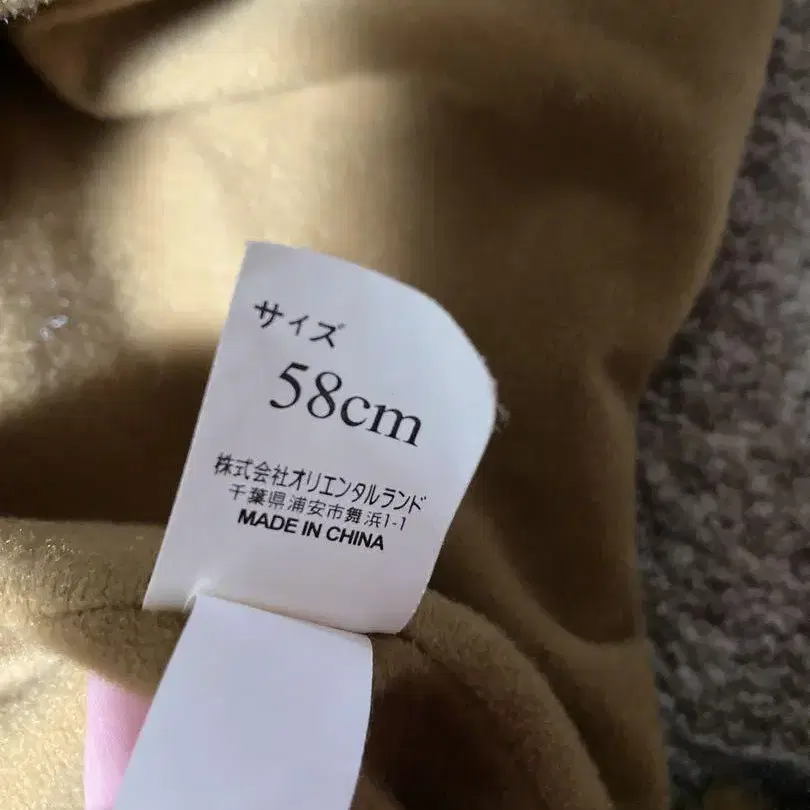 サイズ
58cm
株式会社オリエンタルランド
千葉県浦安市舞浜1-1
MADE IN CHINA